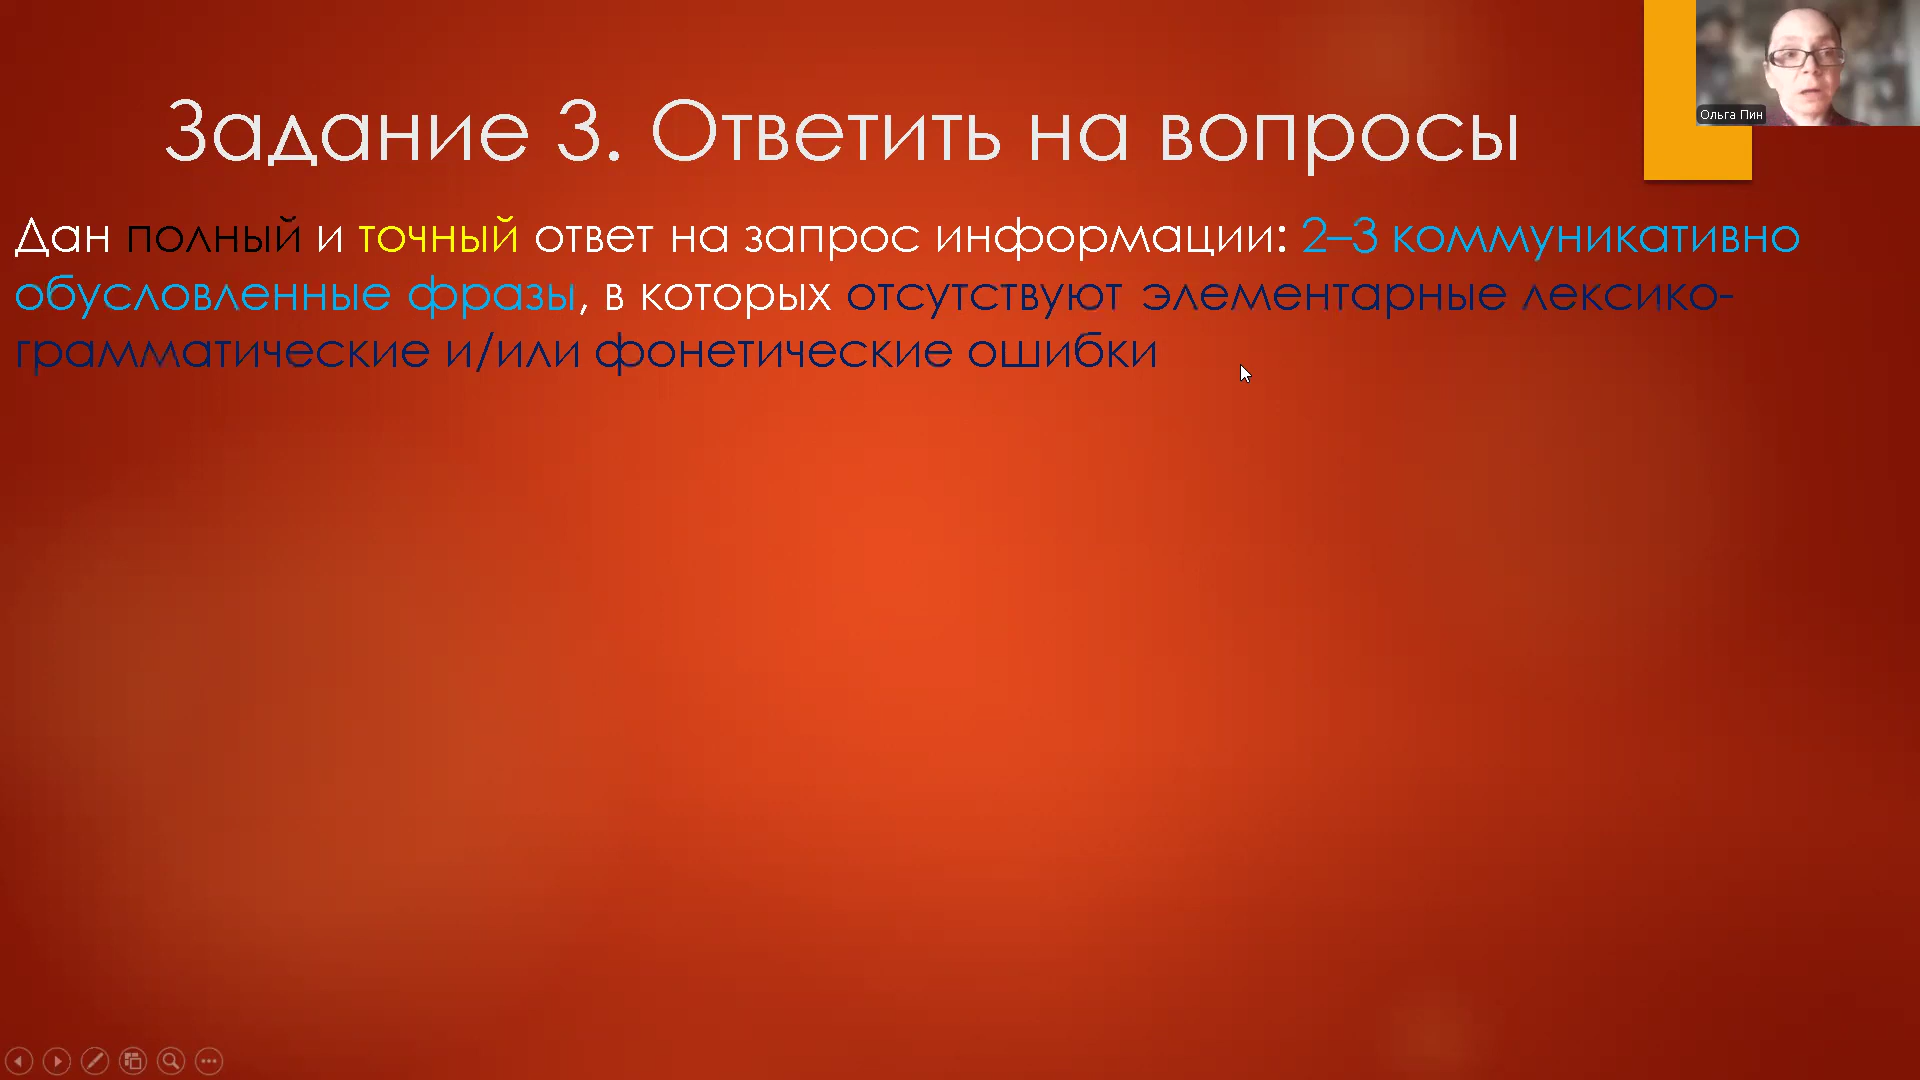 Задание 3. Ответить на вопросы
Ольга Пин
Дан полный и точный ответ на запрос информации: 2–3 коммуникативно
обусловленные фразы, в которых отсутствуют элементарные лексико-
грамматические и/или фонетические ошибки